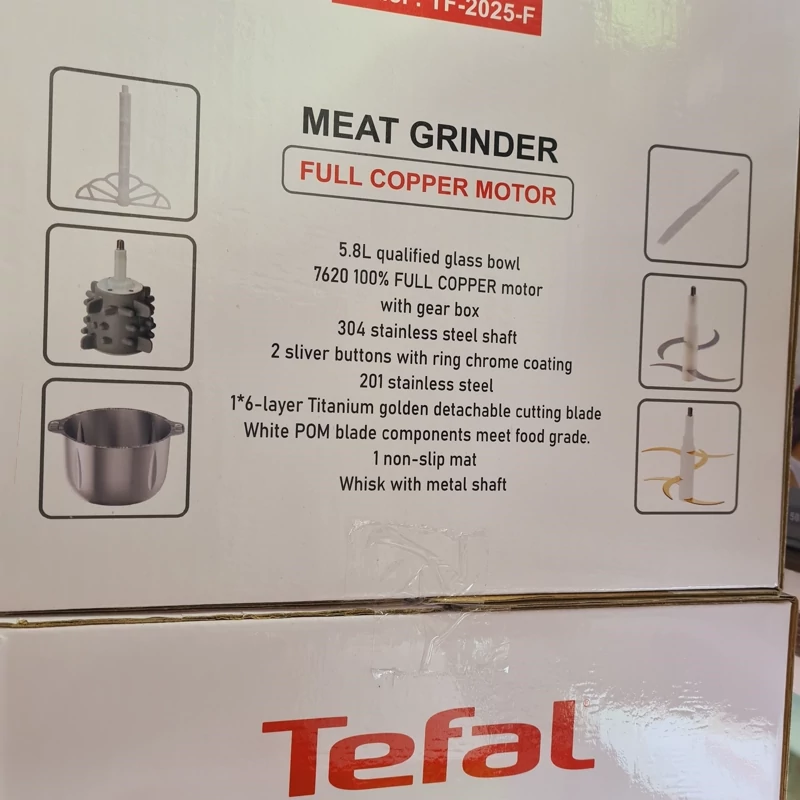 TF-2025-F
MEAT GRINDER
FULL COPPER MOTOR
5.8L qualified glass bowl
7620 100% FULL COPPER motor
with gear box
304 stainless steel shaft
2 sliver buttons with ring chrome coating
201 stainless steel
1*6-layer Titanium golden detachable cutting blade
White POM blade components meet food grade.
1 non-slip mat
Whisk with metal shaft
Tefal